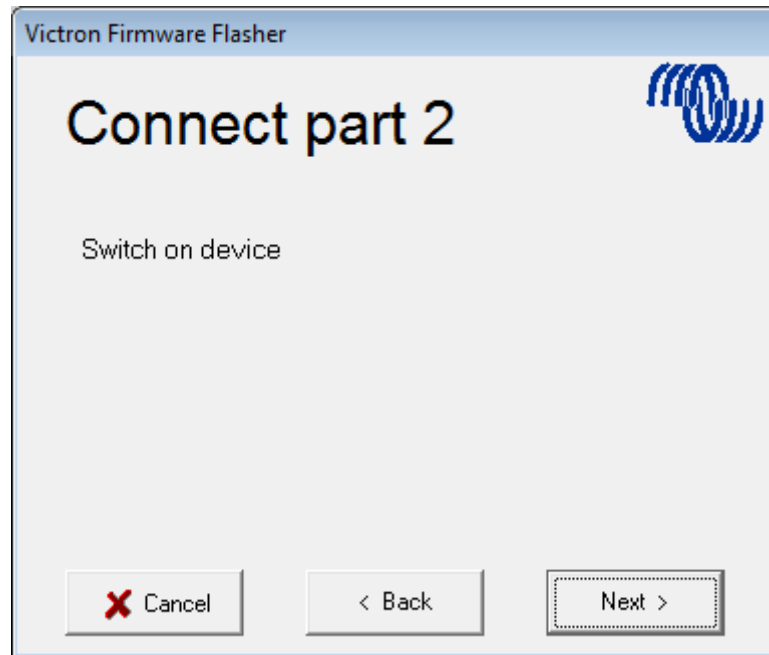 Victron Firmware Flasher
Connect part 2
Switch on device
Cancel
< Back
Next >